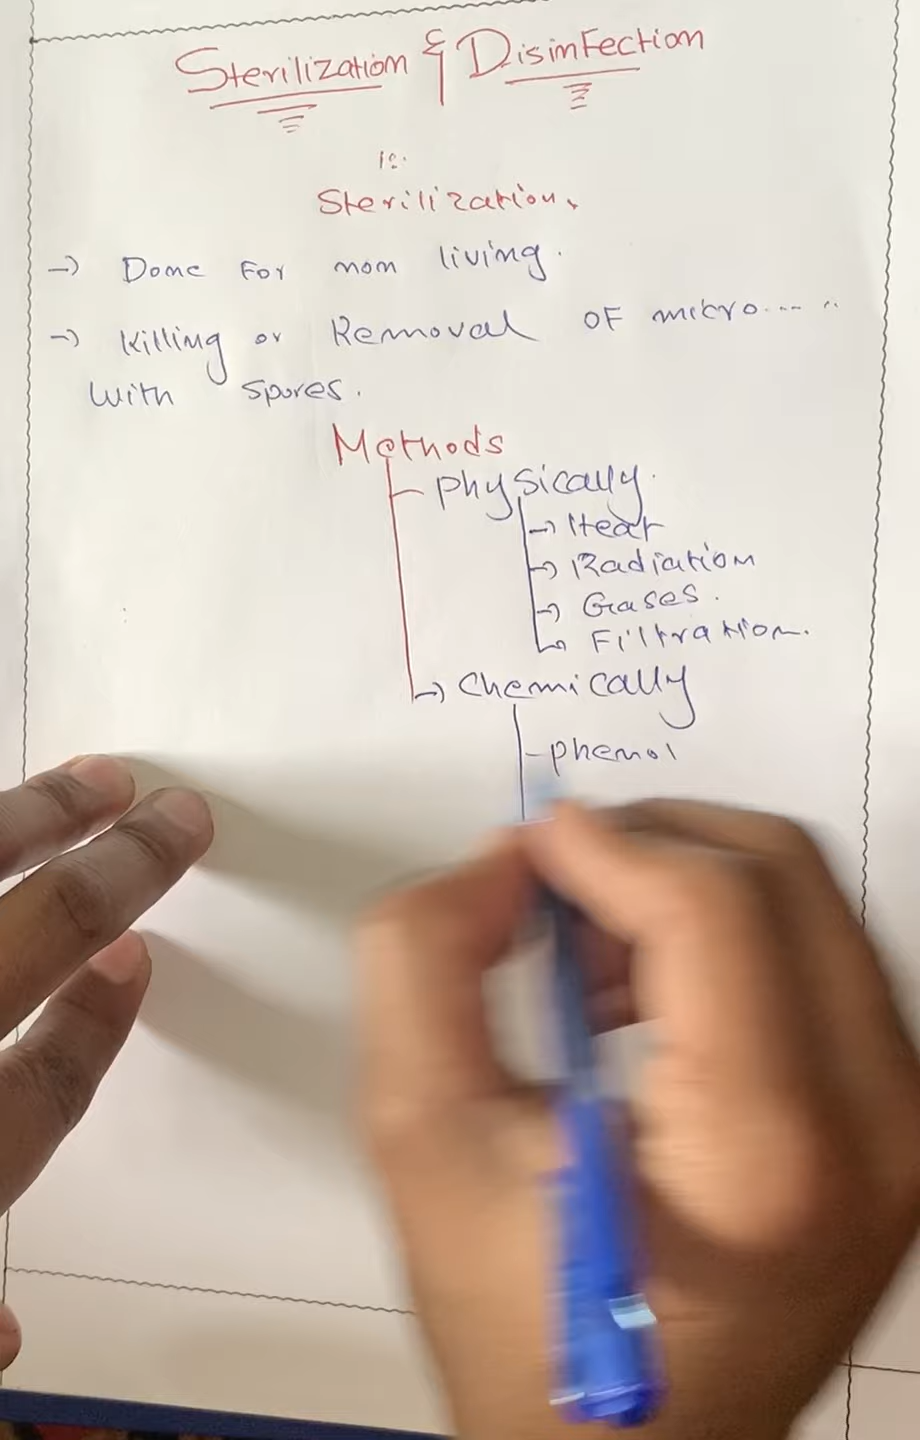 Sterilization & Disinfection
1:
Sterilization.
→ Done For non living.
→ Killing or Removal OF micro.....
with spores.
Methods
Physically.
→ Heat
→ Radiation
→ Gases.
→ Filtration.
→ Chemically
- phenol